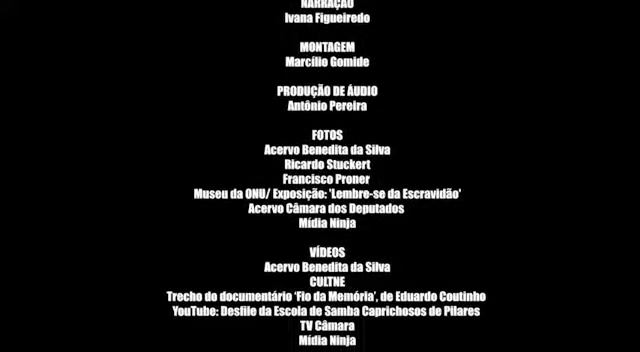 NARRAÇÃO
Ivana Figueiredo
MONTAGEM
Marcílio Gomide
PRODUÇÃO DE ÁUDIO
Antônio Pereira
FOTOS
Acervo Benedita da Silva
Ricardo Stuckert
Francisco Proner
Museu da ONU/ Exposição: 'Lembre-se da Escravidão'
Acervo Câmara dos Deputados
Mídia Ninja
VÍDEOS
Acervo Benedita da Silva
CULTNE
Trecho do documentário 'Fio da Memória', de Eduardo Coutinho
YouTube: Desfile da Escola de Samba Caprichosos de Pilares
TV Câmara
Mídia Ninja